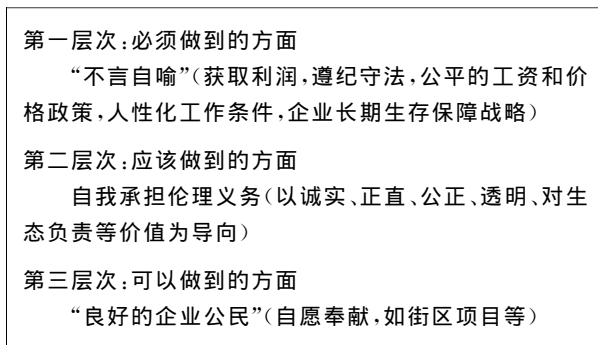 第一层次:必须做到的方面
“不言自喻”(获取利润,遵纪守法,公平的工资和价
格政策,人性化工作条件,企业长期生存保障战略)
第二层次:应该做到的方面
自我承担伦理义务(以诚实、正直、公正、透明、对生
态负责等价值为导向)
第三层次:可以做到的方面
“良好的企业公民”(自愿奉献,如街区项目等)